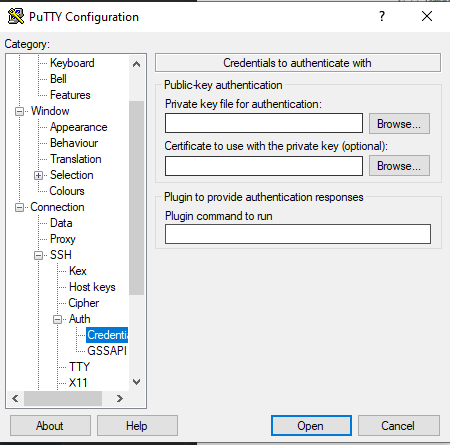 PuTTY Configuration
?
Category:
Keyboard
Bell
Features
Window
Appearance
Behaviour
Translation
Selection
Colours
Connection
Data
Proxy
SSH
Kex
Host keys
Cipher
Auth
Credenti
GSSAPI
TTY
X11
Credentials to authenticate with
Public-key authentication
Private key file for authentication:
Browse...
Certificate to use with the private key (optional):
Browse...
Plugin to provide authentication responses
Plugin command to run
About
Help
Open
Cancel